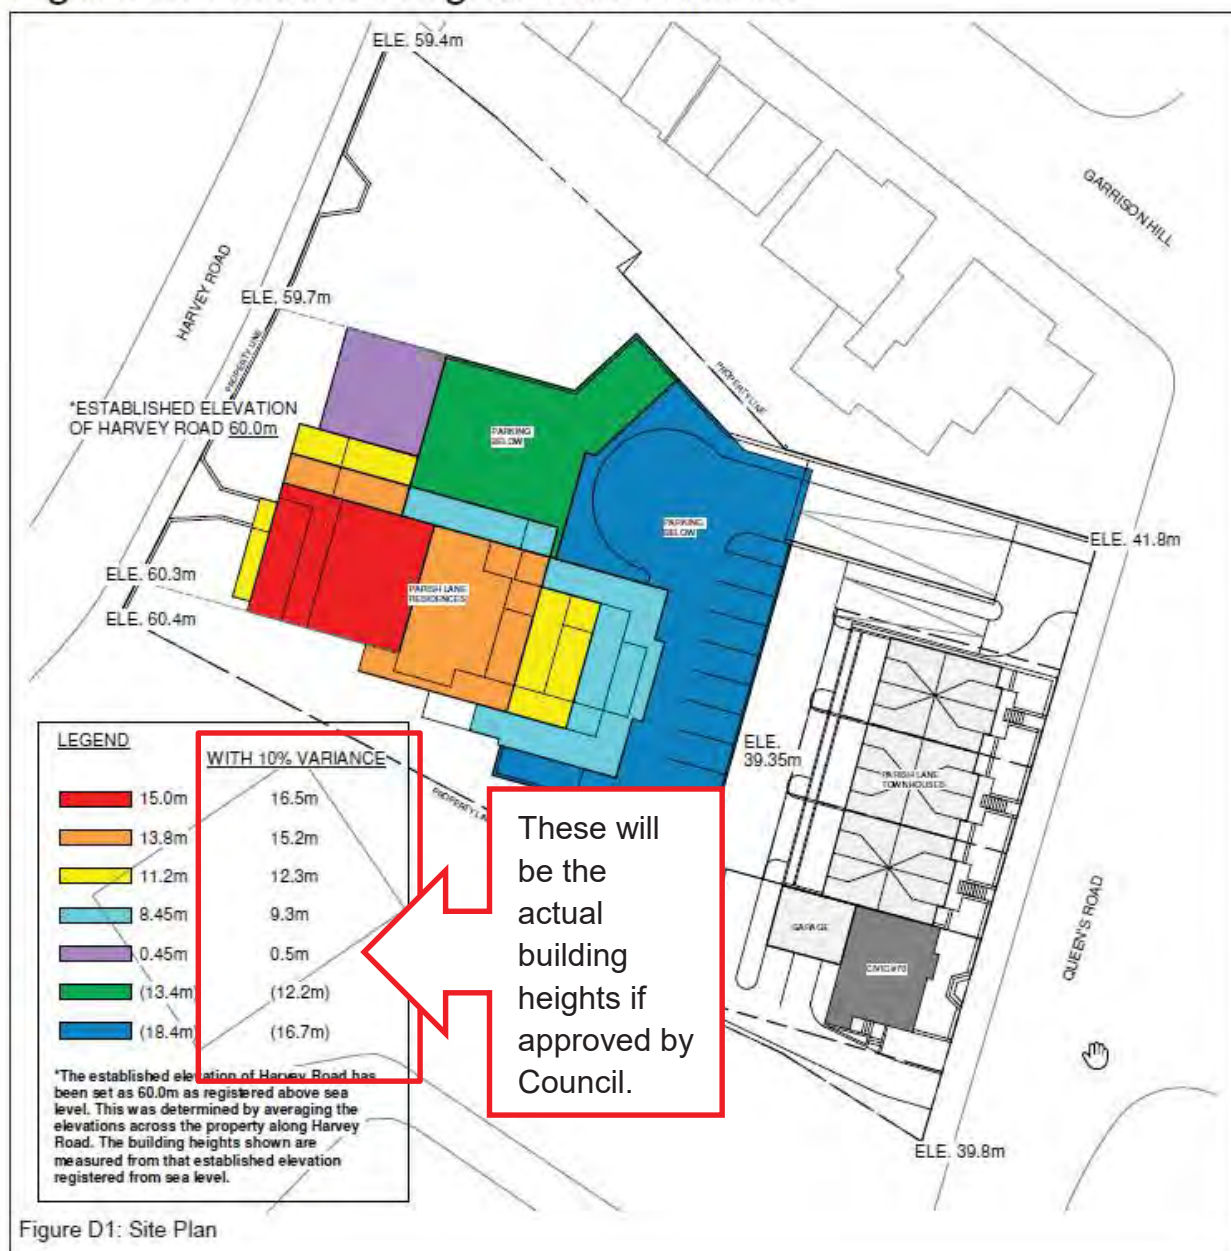 ELE. 59.4m
GARRISON HILL
HARVEY ROAD
ELE. 59.7m
PROPERTY LINE
PROPERTY LINE
*ESTABLISHED ELEVATION
OF HARVEY ROAD 60.0m
PARKING
BELOW
PARKING
BELOW
ELE. 41.8m
ELE. 60.3m
ELE. 60.4m
PARISH LANE
RESIDENCES
ELE.
39.35m
PARISH LANE
TOWNHOUSES
PROPERTY LINE
QUEEN'S ROAD
GARAGE
CIVIC #70
ELE. 39.8m
LEGEND
WITH 10% VARIANCE
15.0m 16.5m
13.8m 15.2m
11.2m 12.3m
8.45m 9.3m
0.45m 0.5m
(13.4m) (12.2m)
(18.4m) (16.7m)
*The established elevation of Harvey Road has
been set as 60.0m as registered above sea
level. This was determined by averaging the
elevations across the property along Harvey
Road. The building heights shown are
measured from that established elevation
registered from sea level.
These will
be the
actual
building
heights if
approved by
Council.
Figure D1: Site Plan